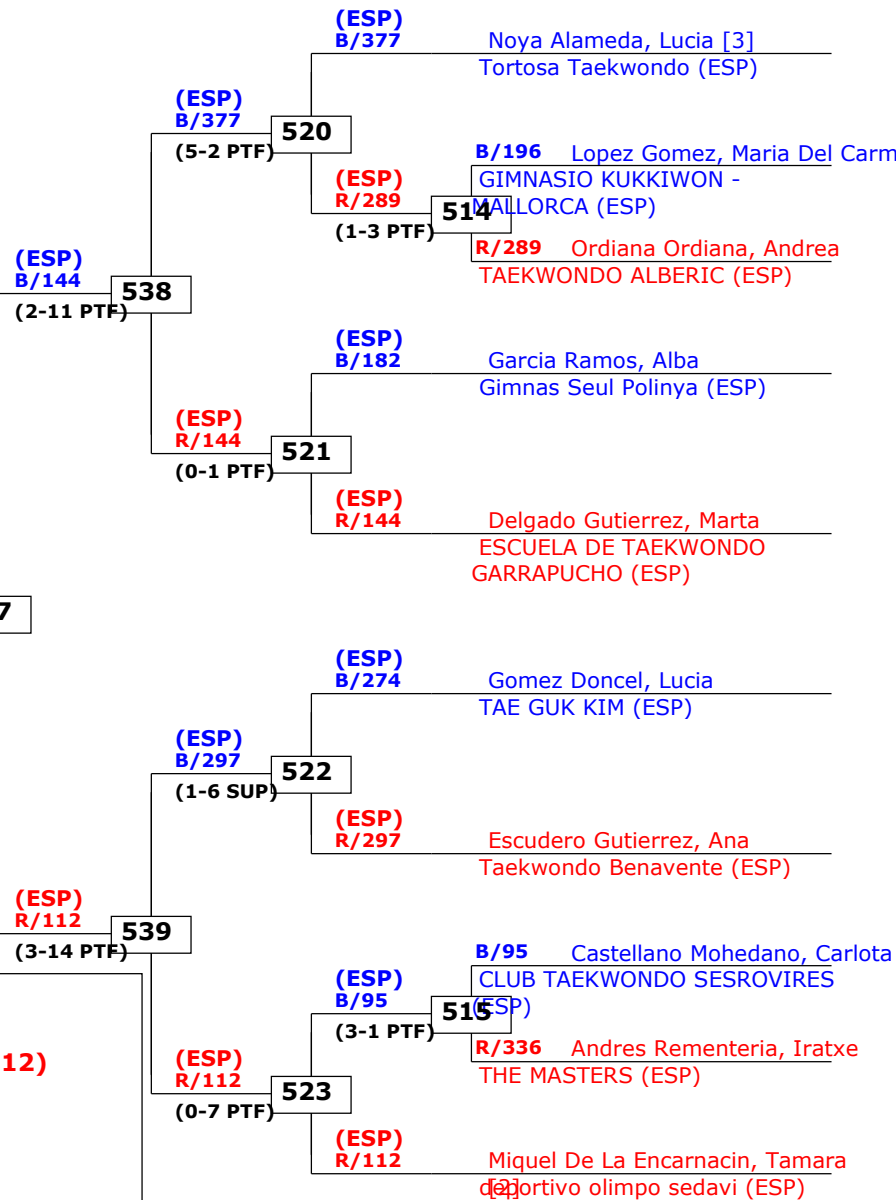 (ESP)
B/377
Noya Alameda, Lucia [3]
Tortosa Taekwondo (ESP)
(ESP)
B/377
520
(5-2 PTF)
B/196 Lopez Gomez, Maria Del Carm
GIMNASIO KUKKIWON -
MALLORCA (ESP)
(ESP)
R/289
514
(1-3 PTF)
R/289 Ordiana Ordiana, Andrea
TAEKWONDO ALBERIC (ESP)
(ESP)
B/144
538
(2-11 PTF)
(ESP)
B/182
Garcia Ramos, Alba
Gimnas Seul Polinya (ESP)
(ESP)
R/144
521
(0-1 PTF)
(ESP)
R/144
Delgado Gutierrez, Marta
ESCUELA DE TAEKWONDO
GARRAPUCHO (ESP)
7
(ESP)
B/274
Gomez Doncel, Lucia
TAE GUK KIM (ESP)
(ESP)
B/297
522
(1-6 SUP)
(ESP)
R/297
Escudero Gutierrez, Ana
Taekwondo Benavente (ESP)
(ESP)
R/112
539
(3-14 PTF)
B/95 Castellano Mohedano, Carlota
CLUB TAEKWONDO SESROVIRES
(ESP)
(ESP)
B/95
515
(3-1 PTF)
R/336 Andres Rementeria, Iratxe
THE MASTERS (ESP)
12)
(ESP)
R/112
523
(0-7 PTF)
(ESP)
R/112
Miquel De La Encarnacin, Tamara
[2]
deportivo olimpo sedavi (ESP)